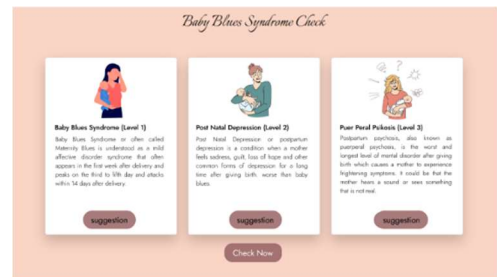 Baby Blues Syndrome Check
Baby Blues Syndrome (Level 1)
Baby Blues Syndrome or often called
Maternity Blues is understood as a mild
affective disorder syndrome that often
appears in the first week after delivery and
peaks on the third to fifth day and attacks
within 14 days after delivery.
suggestion
Post Natal Depression (Level 2)
Post Natal Depression or postpartum
depression is a condition when a mother
feels sadness, guilt, loss of hope and other
common forms of depression for a long
time after giving birth. worse than baby
blues.
suggestion
Puer Peral Psikosis (Level 3)
Postpartum psychosis, also known as
puerperal psychosis, is the worst and
largest level of mental disorder after giving
birth which causes a mother to experience
frightening symptoms. It could be that the
mother hears a sound or sees something
that is not real.
suggestion
Check Now